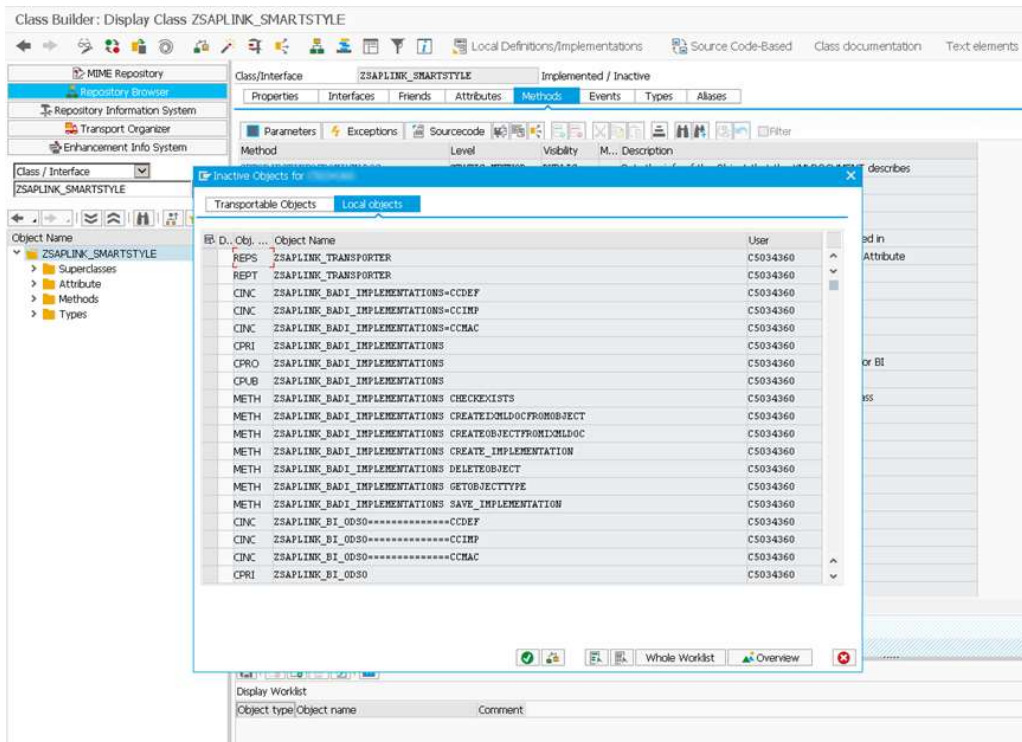 Class Builder: Display Class ZSAPLINK_SMARTSTYLE
Local Definitions/Implementations Source Code-Based Class documentation Text elements
MIME Repository
Repository Browser
Repository Information System
Transport Organizer
Enhancement Info System
Class / Interface
ZSAPLINK_SMARTSTYLE
Object Name
ZSAPLINK_SMARTSTYLE
Superclasses
Attribute
Methods
Types
Class/Interface ZSAPLINK_SMARTSTYLE Implemented / Inactive
Properties Interfaces Friends Attributes Methods Events Types Aliases
Parameters Exceptions Sourcecode Filter
Method Level Visibility M... Description
describes
ed in
Attribute
or BI
ass
Inactive Objects for
Transportable Objects Local objects
D.. Obj. ... Object Name User
REPS ZSAPLINK_TRANSPORTER C5034360
REPT ZSAPLINK_TRANSPORTER C5034360
CINC ZSAPLINK_BADI_IMPLEMENTATIONS=CCDEF C5034360
CINC ZSAPLINK_BADI_IMPLEMENTATIONS=CCIMP C5034360
CINC ZSAPLINK_BADI_IMPLEMENTATIONS=CCMAC C5034360
CPRI ZSAPLINK_BADI_IMPLEMENTATIONS C5034360
CPRO ZSAPLINK_BADI_IMPLEMENTATIONS C5034360
CPUB ZSAPLINK_BADI_IMPLEMENTATIONS C5034360
METH ZSAPLINK_BADI_IMPLEMENTATIONS CHECKEXISTS C5034360
METH ZSAPLINK_BADI_IMPLEMENTATIONS CREATEIXMLDOCFROMOBJECT C5034360
METH ZSAPLINK_BADI_IMPLEMENTATIONS CREATEOBJECTFROMIXMLDOC C5034360
METH ZSAPLINK_BADI_IMPLEMENTATIONS CREATE_IMPLEMENTATION C5034360
METH ZSAPLINK_BADI_IMPLEMENTATIONS DELETEOBJECT C5034360
METH ZSAPLINK_BADI_IMPLEMENTATIONS GETOBJECTTYPE C5034360
METH ZSAPLINK_BADI_IMPLEMENTATIONS SAVE_IMPLEMENTATION C5034360
CINC ZSAPLINK_BI_ODSO==============CCDEF C5034360
CINC ZSAPLINK_BI_ODSO==============CCIMP C5034360
CINC ZSAPLINK_BI_ODSO==============CCMAC C5034360
CPRI ZSAPLINK_BI_ODSO C5034360
Whole Worklist Overview
Display Worklist
Object type Object name Comment